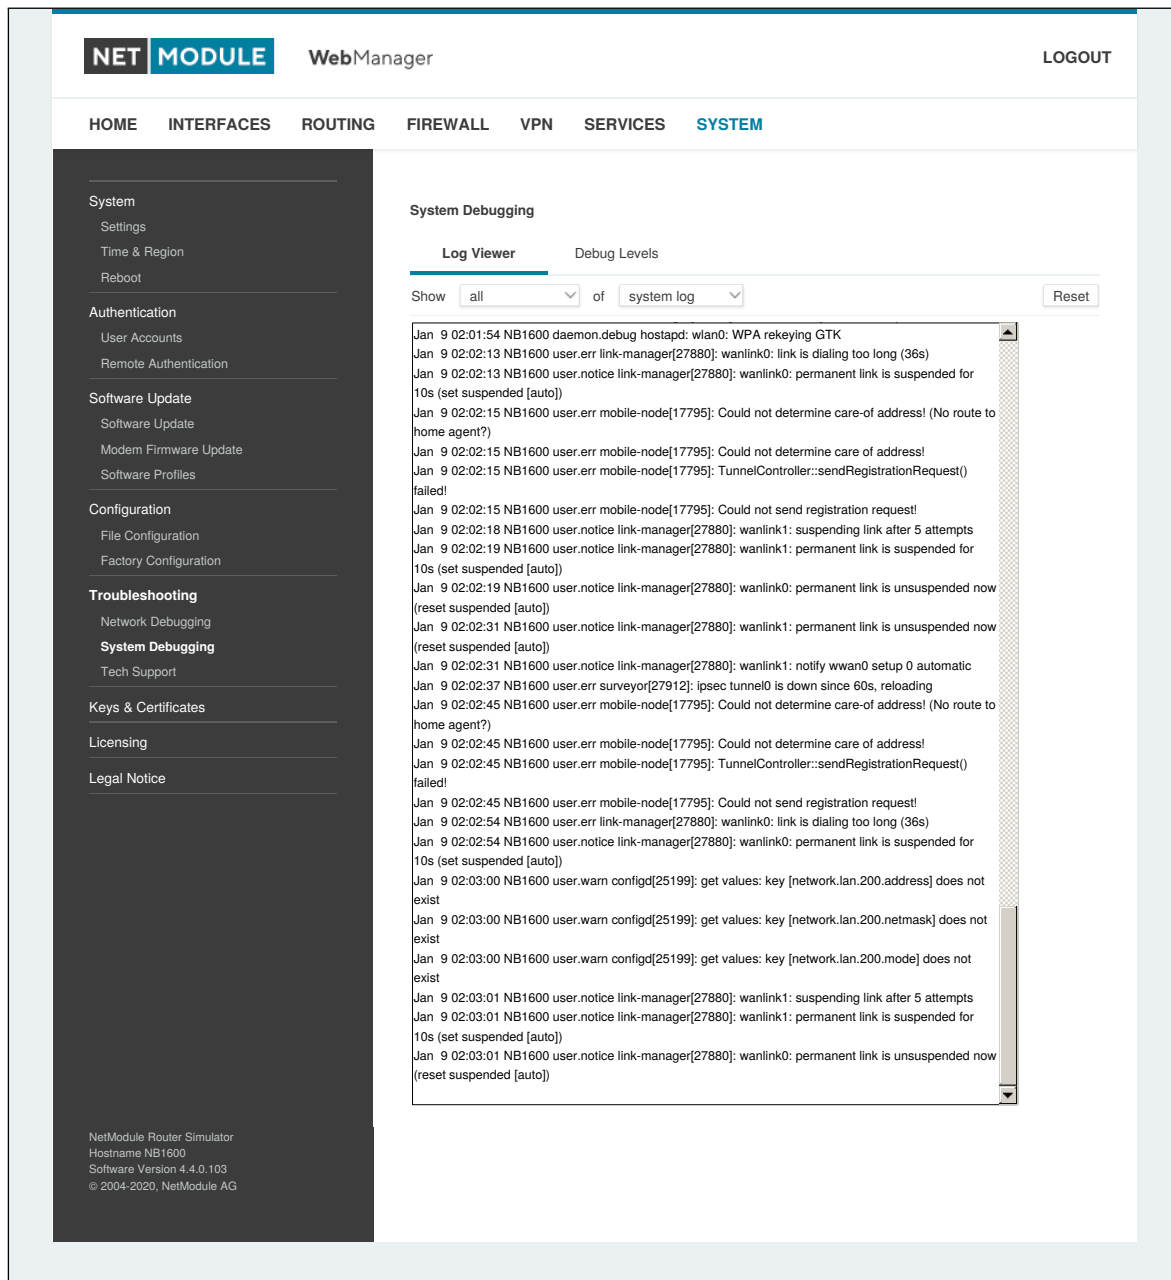 NET MODULE WebManager LOGOUT
HOME INTERFACES ROUTING FIREWALL VPN SERVICES SYSTEM
System
Settings
Time & Region
Reboot
Authentication
User Accounts
Remote Authentication
Software Update
Software Update
Modem Firmware Update
Software Profiles
Configuration
File Configuration
Factory Configuration
Troubleshooting
Network Debugging
System Debugging
Tech Support
Keys & Certificates
Licensing
Legal Notice
NetModule Router Simulator
Hostname NB1600
Software Version 4.4.0.103
© 2004-2020, NetModule AG
System Debugging
Log Viewer Debug Levels
Show all of system log Reset
Jan 9 02:01:54 NB1600 daemon.debug hostapd: wlan0: WPA rekeying GTK
Jan 9 02:02:13 NB1600 user.err link-manager[27880]: wanlink0: link is dialing too long (36s)
Jan 9 02:02:13 NB1600 user.notice link-manager[27880]: wanlink0: permanent link is suspended for
10s (set suspended [auto])
Jan 9 02:02:15 NB1600 user.err mobile-node[17795]: Could not determine care-of address! (No route to
home agent?)
Jan 9 02:02:15 NB1600 user.err mobile-node[17795]: Could not determine care of address!
Jan 9 02:02:15 NB1600 user.err mobile-node[17795]: TunnelController::sendRegistrationRequest()
failed!
Jan 9 02:02:15 NB1600 user.err mobile-node[17795]: Could not send registration request!
Jan 9 02:02:18 NB1600 user.notice link-manager[27880]: wanlink1: suspending link after 5 attempts
Jan 9 02:02:19 NB1600 user.notice link-manager[27880]: wanlink1: permanent link is suspended for
10s (set suspended [auto])
Jan 9 02:02:19 NB1600 user.notice link-manager[27880]: wanlink0: permanent link is unsuspended now
(reset suspended [auto])
Jan 9 02:02:31 NB1600 user.notice link-manager[27880]: wanlink1: permanent link is unsuspended now
(reset suspended [auto])
Jan 9 02:02:31 NB1600 user.notice link-manager[27880]: wanlink1: notify wwan0 setup 0 automatic
Jan 9 02:02:37 NB1600 user.err surveyor[27912]: ipsec tunnel0 is down since 60s, reloading
Jan 9 02:02:45 NB1600 user.err mobile-node[17795]: Could not determine care-of address! (No route to
home agent?)
Jan 9 02:02:45 NB1600 user.err mobile-node[17795]: Could not determine care of address!
Jan 9 02:02:45 NB1600 user.err mobile-node[17795]: TunnelController::sendRegistrationRequest()
failed!
Jan 9 02:02:45 NB1600 user.err mobile-node[17795]: Could not send registration request!
Jan 9 02:02:54 NB1600 user.err link-manager[27880]: wanlink0: link is dialing too long (36s)
Jan 9 02:02:54 NB1600 user.notice link-manager[27880]: wanlink0: permanent link is suspended for
10s (set suspended [auto])
Jan 9 02:03:00 NB1600 user.warn configd[25199]: get values: key [network.lan.200.address] does not
exist
Jan 9 02:03:00 NB1600 user.warn configd[25199]: get values: key [network.lan.200.netmask] does not
exist
Jan 9 02:03:00 NB1600 user.warn configd[25199]: get values: key [network.lan.200.mode] does not
exist
Jan 9 02:03:01 NB1600 user.notice link-manager[27880]: wanlink1: suspending link after 5 attempts
Jan 9 02:03:01 NB1600 user.notice link-manager[27880]: wanlink1: permanent link is suspended for
10s (set suspended [auto])
Jan 9 02:03:01 NB1600 user.notice link-manager[27880]: wanlink0: permanent link is unsuspended now
(reset suspended [auto])